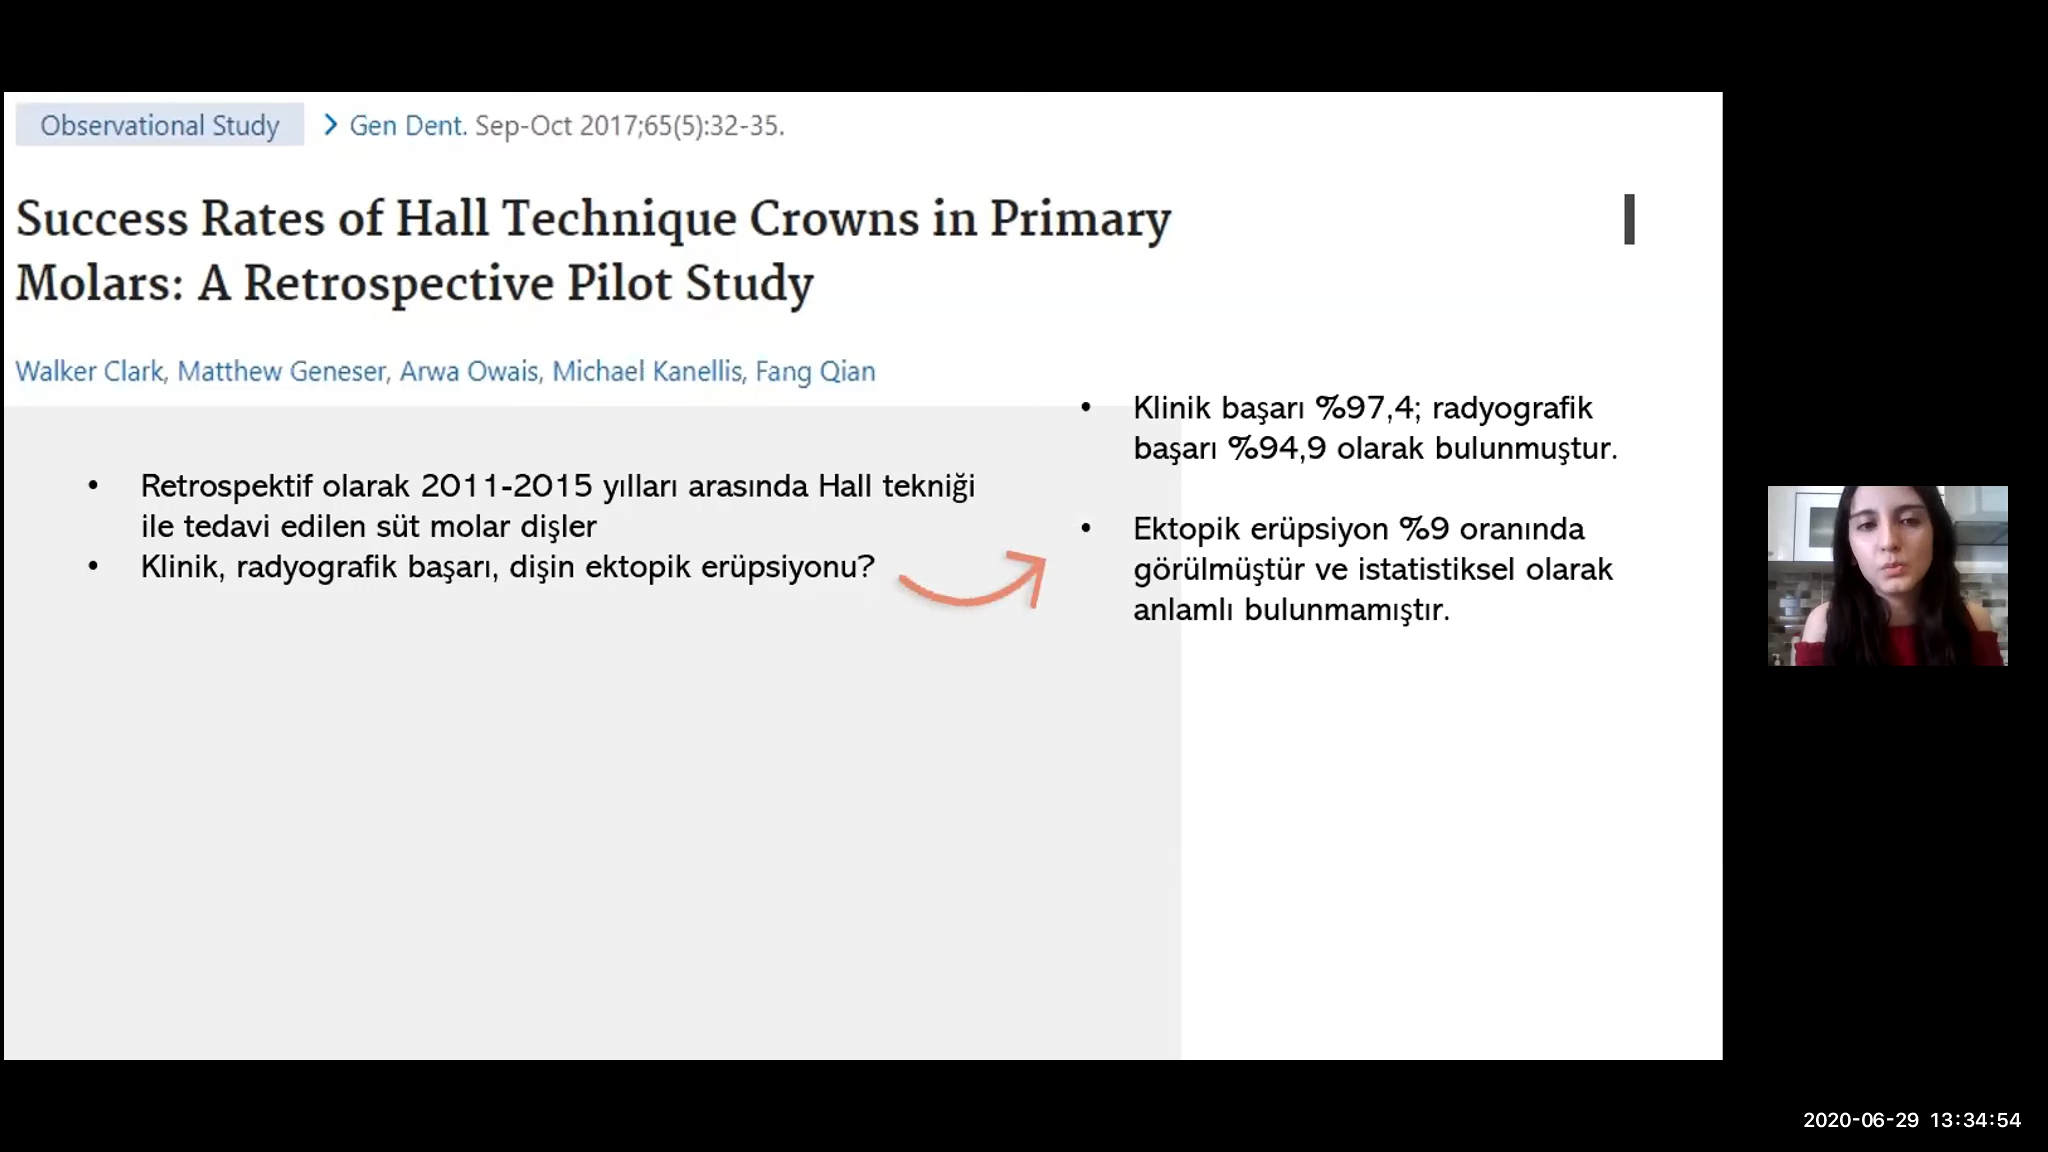 Observational Study > Gen Dent. Sep-Oct 2017;65(5):32-35.
Success Rates of Hall Technique Crowns in Primary
Molars: A Retrospective Pilot Study
Walker Clark, Matthew Geneser, Arwa Owais, Michael Kanellis, Fang Qian
• Retrospektif olarak 2011-2015 yılları arasında Hall tekniği
ile tedavi edilen süt molar dişler
• Klinik, radyografik başarı, dişin ektopik erüpsiyonu?
• Klinik başarı %97,4; radyografik
başarı %94,9 olarak bulunmuştur.
• Ektopik erüpsiyon %9 oranında
görülmüştür ve istatistiksel olarak
anlamlı bulunmamıştır.
2020-06-29 13:34:54